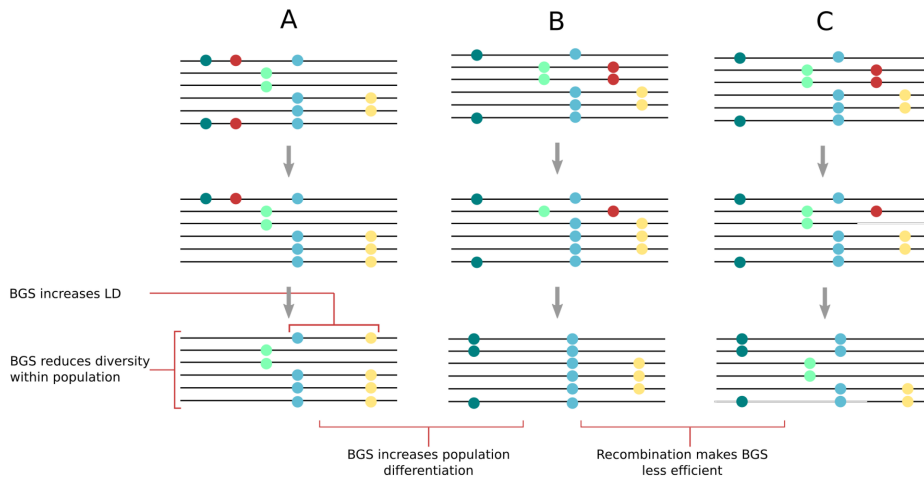 A
B
C
BGS increases LD
BGS reduces diversity
within population
BGS increases population
differentiation
Recombination makes BGS
less efficient